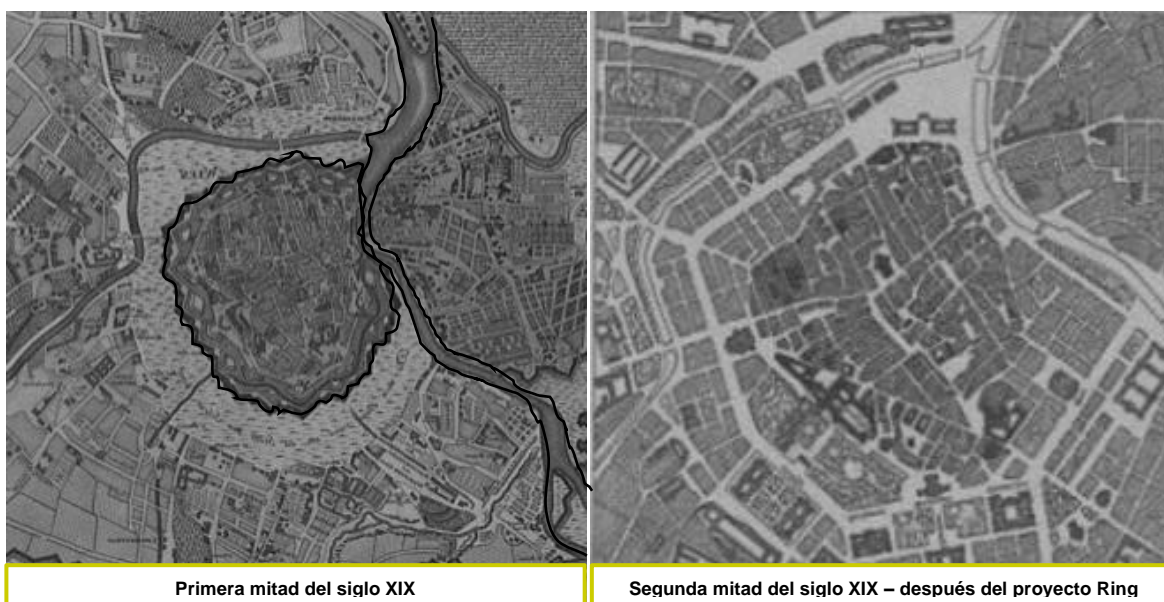 Primera mitad del siglo XIX
Segunda mitad del siglo XIX – después del proyecto Ring